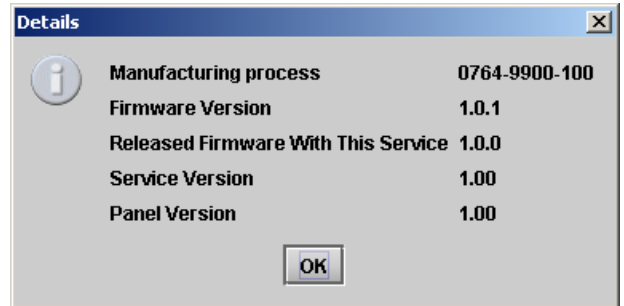 Details
Manufacturing process 0764-9900-100
Firmware Version 1.0.1
Released Firmware With This Service 1.0.0
Service Version 1.00
Panel Version 1.00
OK